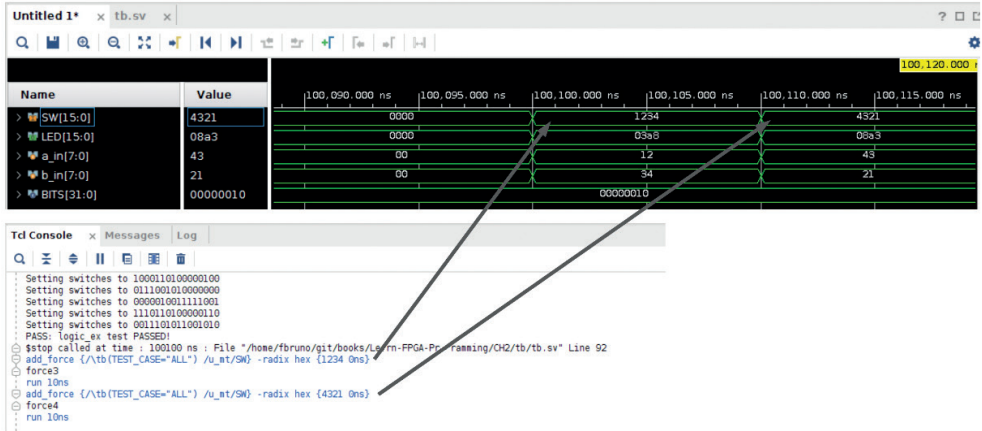 Untitled 1* × tb.sv ×
100,120.000
Name Value |100,090.000 ns |100,095.000 ns |100,100.000 ns |100,105.000 ns |100,110.000 ns |100,115.000 ns
SW[15:0] 4321 0000 1234 4321
LED[15:0] 08a3 0000 03a8 08a3
a_in[7:0] 43 00 12 43
b_in[7:0] 21 00 34 21
BITS[31:0] 00000010 00000010
Tcl Console × Messages Log
Setting switches to 1000110100000100
Setting switches to 0111001010000000
Setting switches to 0000010011111001
Setting switches to 1110110100000110
Setting switches to 0011101011001010
PASS: logic_ex test PASSED!
$stop called at time : 100100 ns : File "/home/fbruno/git/books/Le rn-FPGA-Pr ramming/CH2/tb/tb.sv" Line 92
add_force {/\tb(TEST_CASE="ALL") /u_mt/SW} -radix hex {1234 0ns}
force3
run 10ns
add_force {/\tb(TEST_CASE="ALL") /u_mt/SW} -radix hex {4321 0ns}
force4
run 10ns